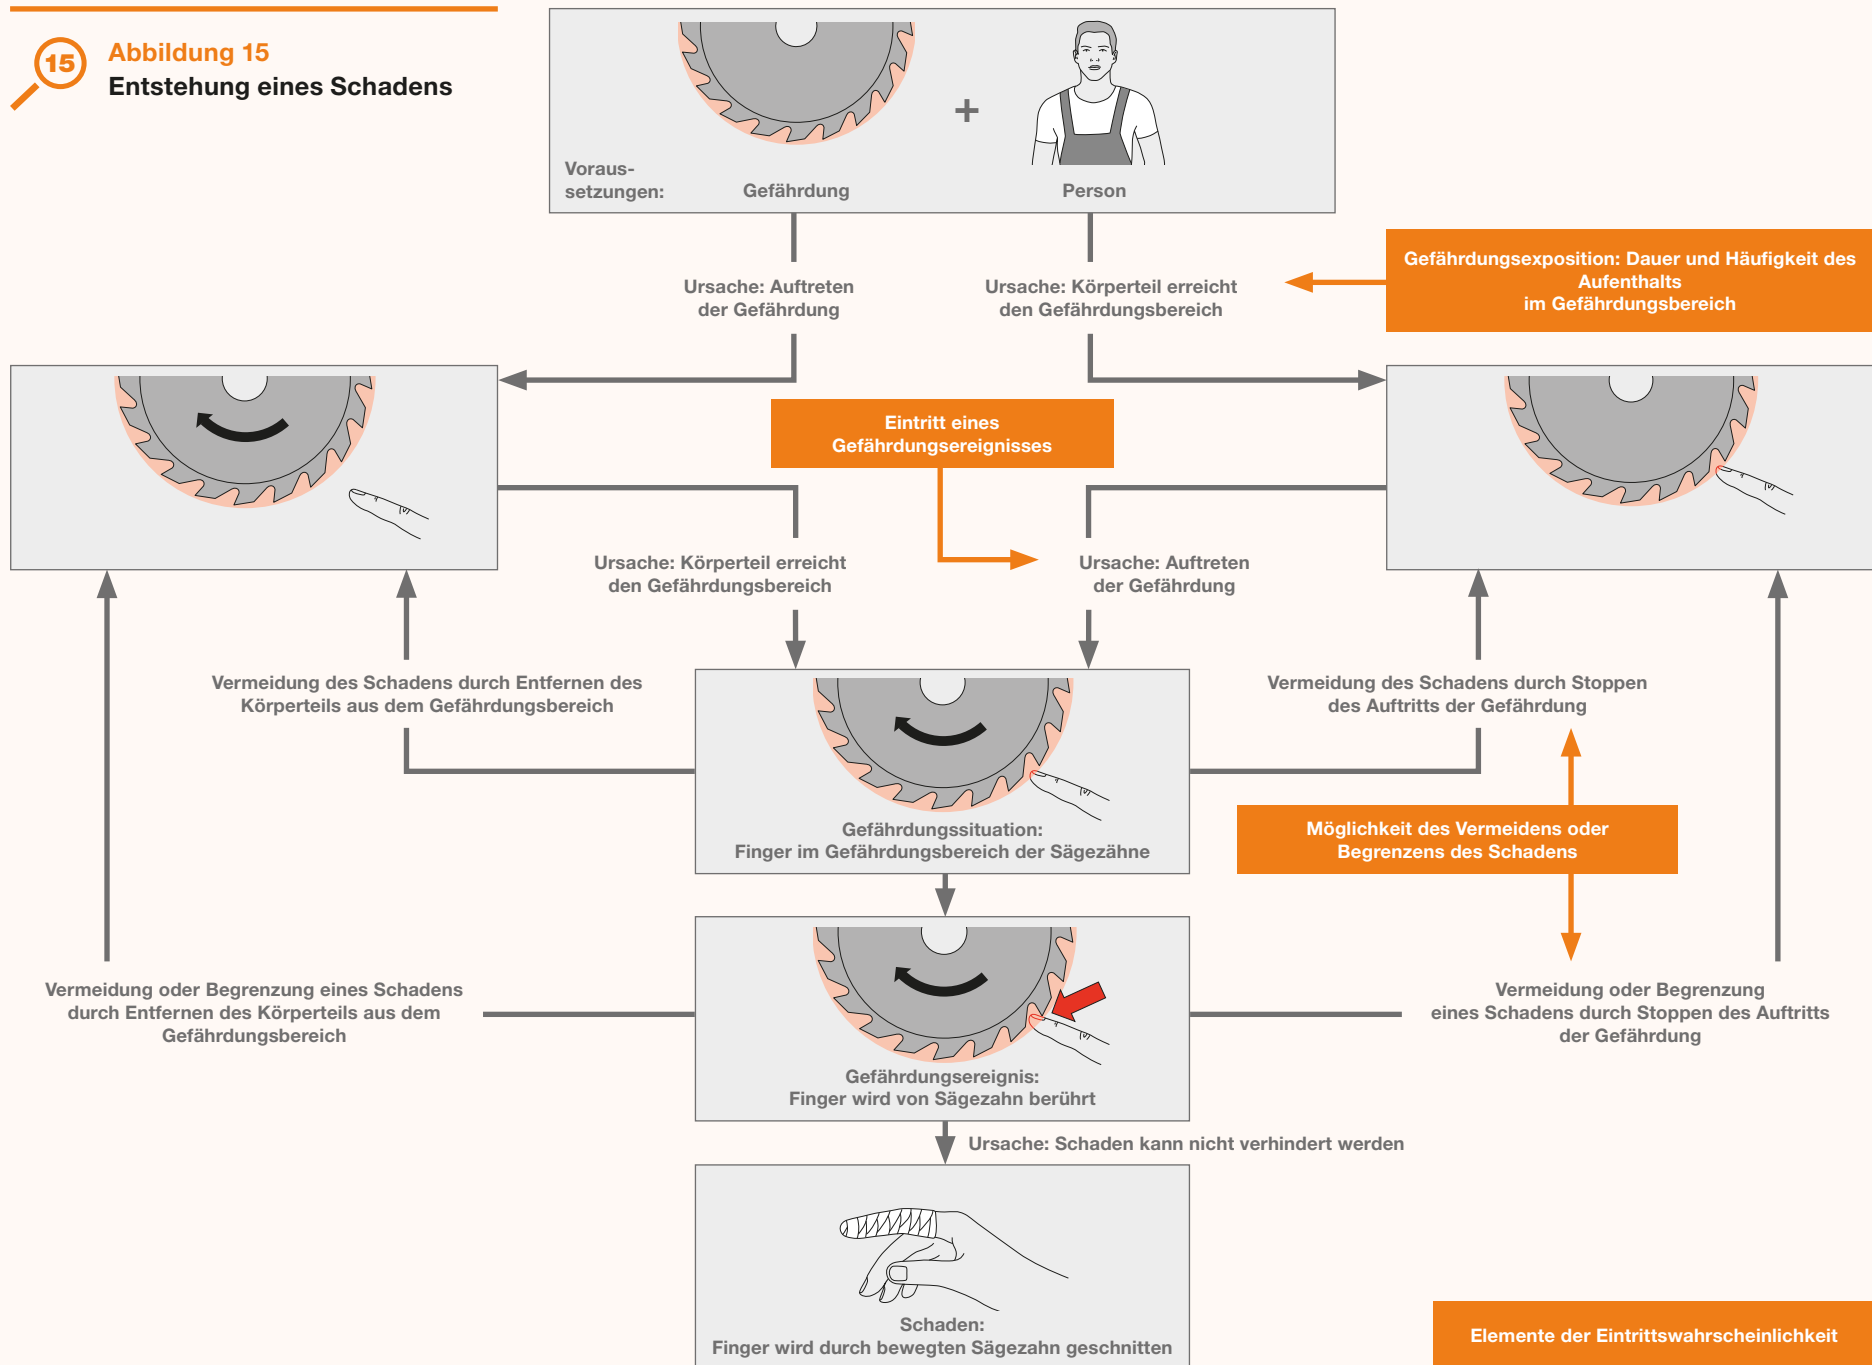 15
Abbildung 15
Entstehung eines Schadens
Voraus-
setzungen:
Gefährdung
+
Person
Ursache: Auftreten
der Gefährdung
Ursache: Körperteil erreicht
den Gefährdungsbereich
Gefährdungsexposition: Dauer und Häufigkeit des
Aufenthalts
im Gefährdungsbereich
Eintritt eines
Gefährdungsereignisses
Ursache: Körperteil erreicht
den Gefährdungsbereich
Ursache: Auftreten
der Gefährdung
Vermeidung des Schadens durch Entfernen des
Körperteils aus dem Gefährdungsbereich
Vermeidung des Schadens durch Stoppen
des Auftritts der Gefährdung
Gefährdungssituation:
Finger im Gefährdungsbereich der Sägezähne
Möglichkeit des Vermeidens oder
Begrenzens des Schadens
Vermeidung oder Begrenzung eines Schadens
durch Entfernen des Körperteils aus dem
Gefährdungsbereich
Vermeidung oder Begrenzung
eines Schadens durch Stoppen des Auftritts
der Gefährdung
Gefährdungsereignis:
Finger wird von Sägezahn berührt
Ursache: Schaden kann nicht verhindert werden
Schaden:
Finger wird durch bewegten Sägezahn geschnitten
Elemente der Eintrittswahrscheinlichkeit